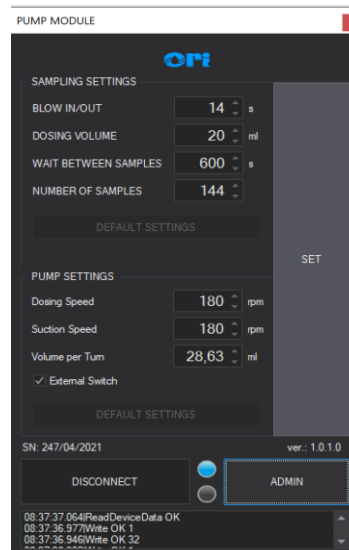 PUMP MODULE
ori
SAMPLING SETTINGS
BLOW IN/OUT 14 s
DOSING VOLUME 20 ml
WAIT BETWEEN SAMPLES 600 s
NUMBER OF SAMPLES 144
DEFAULT SETTINGS
SET
PUMP SETTINGS
Dosing Speed 180 rpm
Suction Speed 180 rpm
Volume per Turn 28,63 ml
External Switch
DEFAULT SETTINGS
SN: 247/04/2021 ver.: 1.0.1.0
DISCONNECT ADMIN
08:37:37.064|ReadDeviceData OK
08:37:36.977|Write OK 1
08:37:36.946|Write OK 32